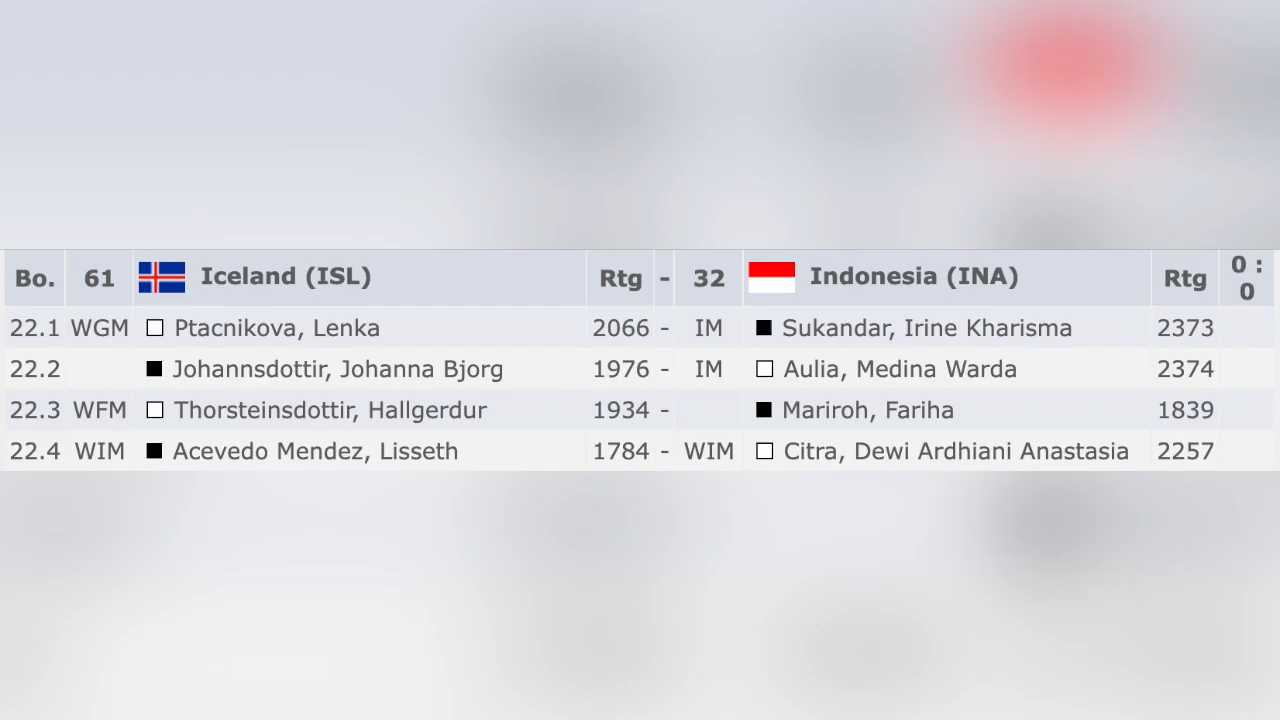 Bo. 61 Iceland (ISL) Rtg - 32 Indonesia (INA) Rtg 0 : 0
22.1 WGM Ptacnikova, Lenka 2066 - IM Sukandar, Irine Kharisma 2373
22.2 Johannsdottir, Johanna Bjorg 1976 - IM Aulia, Medina Warda 2374
22.3 WFM Thorsteinsdottir, Hallgerdur 1934 - Mariroh, Fariha 1839
22.4 WIM Acevedo Mendez, Lisseth 1784 - WIM Citra, Dewi Ardhiani Anastasia 2257